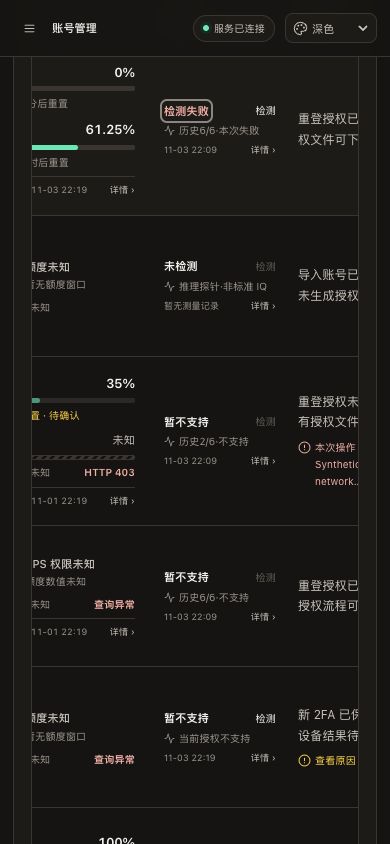 账号管理
服务已连接
深色
0%
分后重置
61.25%
时后重置
11-03 22:19
详情 ›
检测失败
检测
历史6/6·本次失败
11-03 22:09
详情 ›
重登授权已
权文件可下
额度未知
暂无额度窗口
未知
未检测
检测
推理探针·非标准 IQ
暂无测量记录
详情 ›
导入账号已
未生成授权
35%
置 · 待确认
未知
未知
HTTP 403
11-01 22:19
详情 ›
暂不支持
检测
历史2/6·不支持
11-03 22:09
详情 ›
重登授权未
有授权文件
本次操作
Synthetic
network..
PS 权限未知
额度数值未知
未知
查询异常
11-01 22:19
详情 ›
暂不支持
检测
历史6/6·不支持
11-03 22:09
详情 ›
重登授权已
授权流程可
额度未知
暂无额度窗口
未知
查询异常
暂不支持
检测
当前授权不支持
11-03 22:19
详情 ›
新 2FA 已保
设备结果待
查看原因
100%